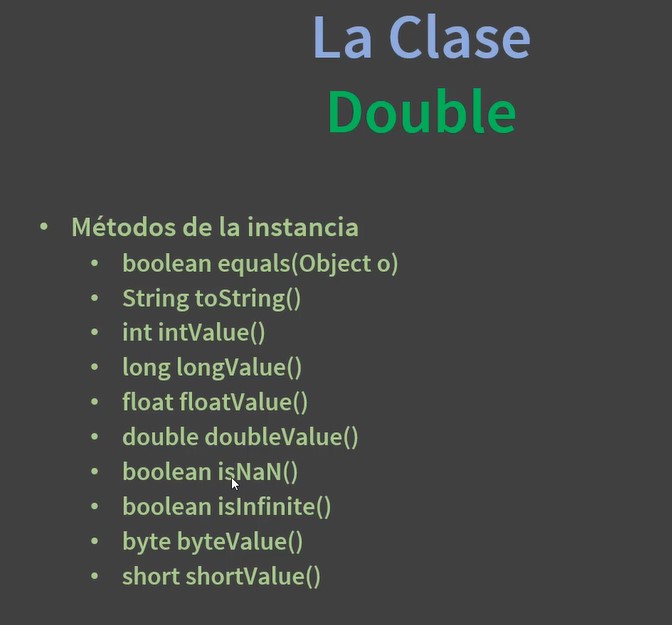 La Clase
Double
• Métodos de la instancia
• boolean equals(Object o)
• String toString()
• int intValue()
• long longValue()
• float floatValue()
• double doubleValue()
• boolean isNaN()
• boolean isInfinite()
• byte byteValue()
• short shortValue()